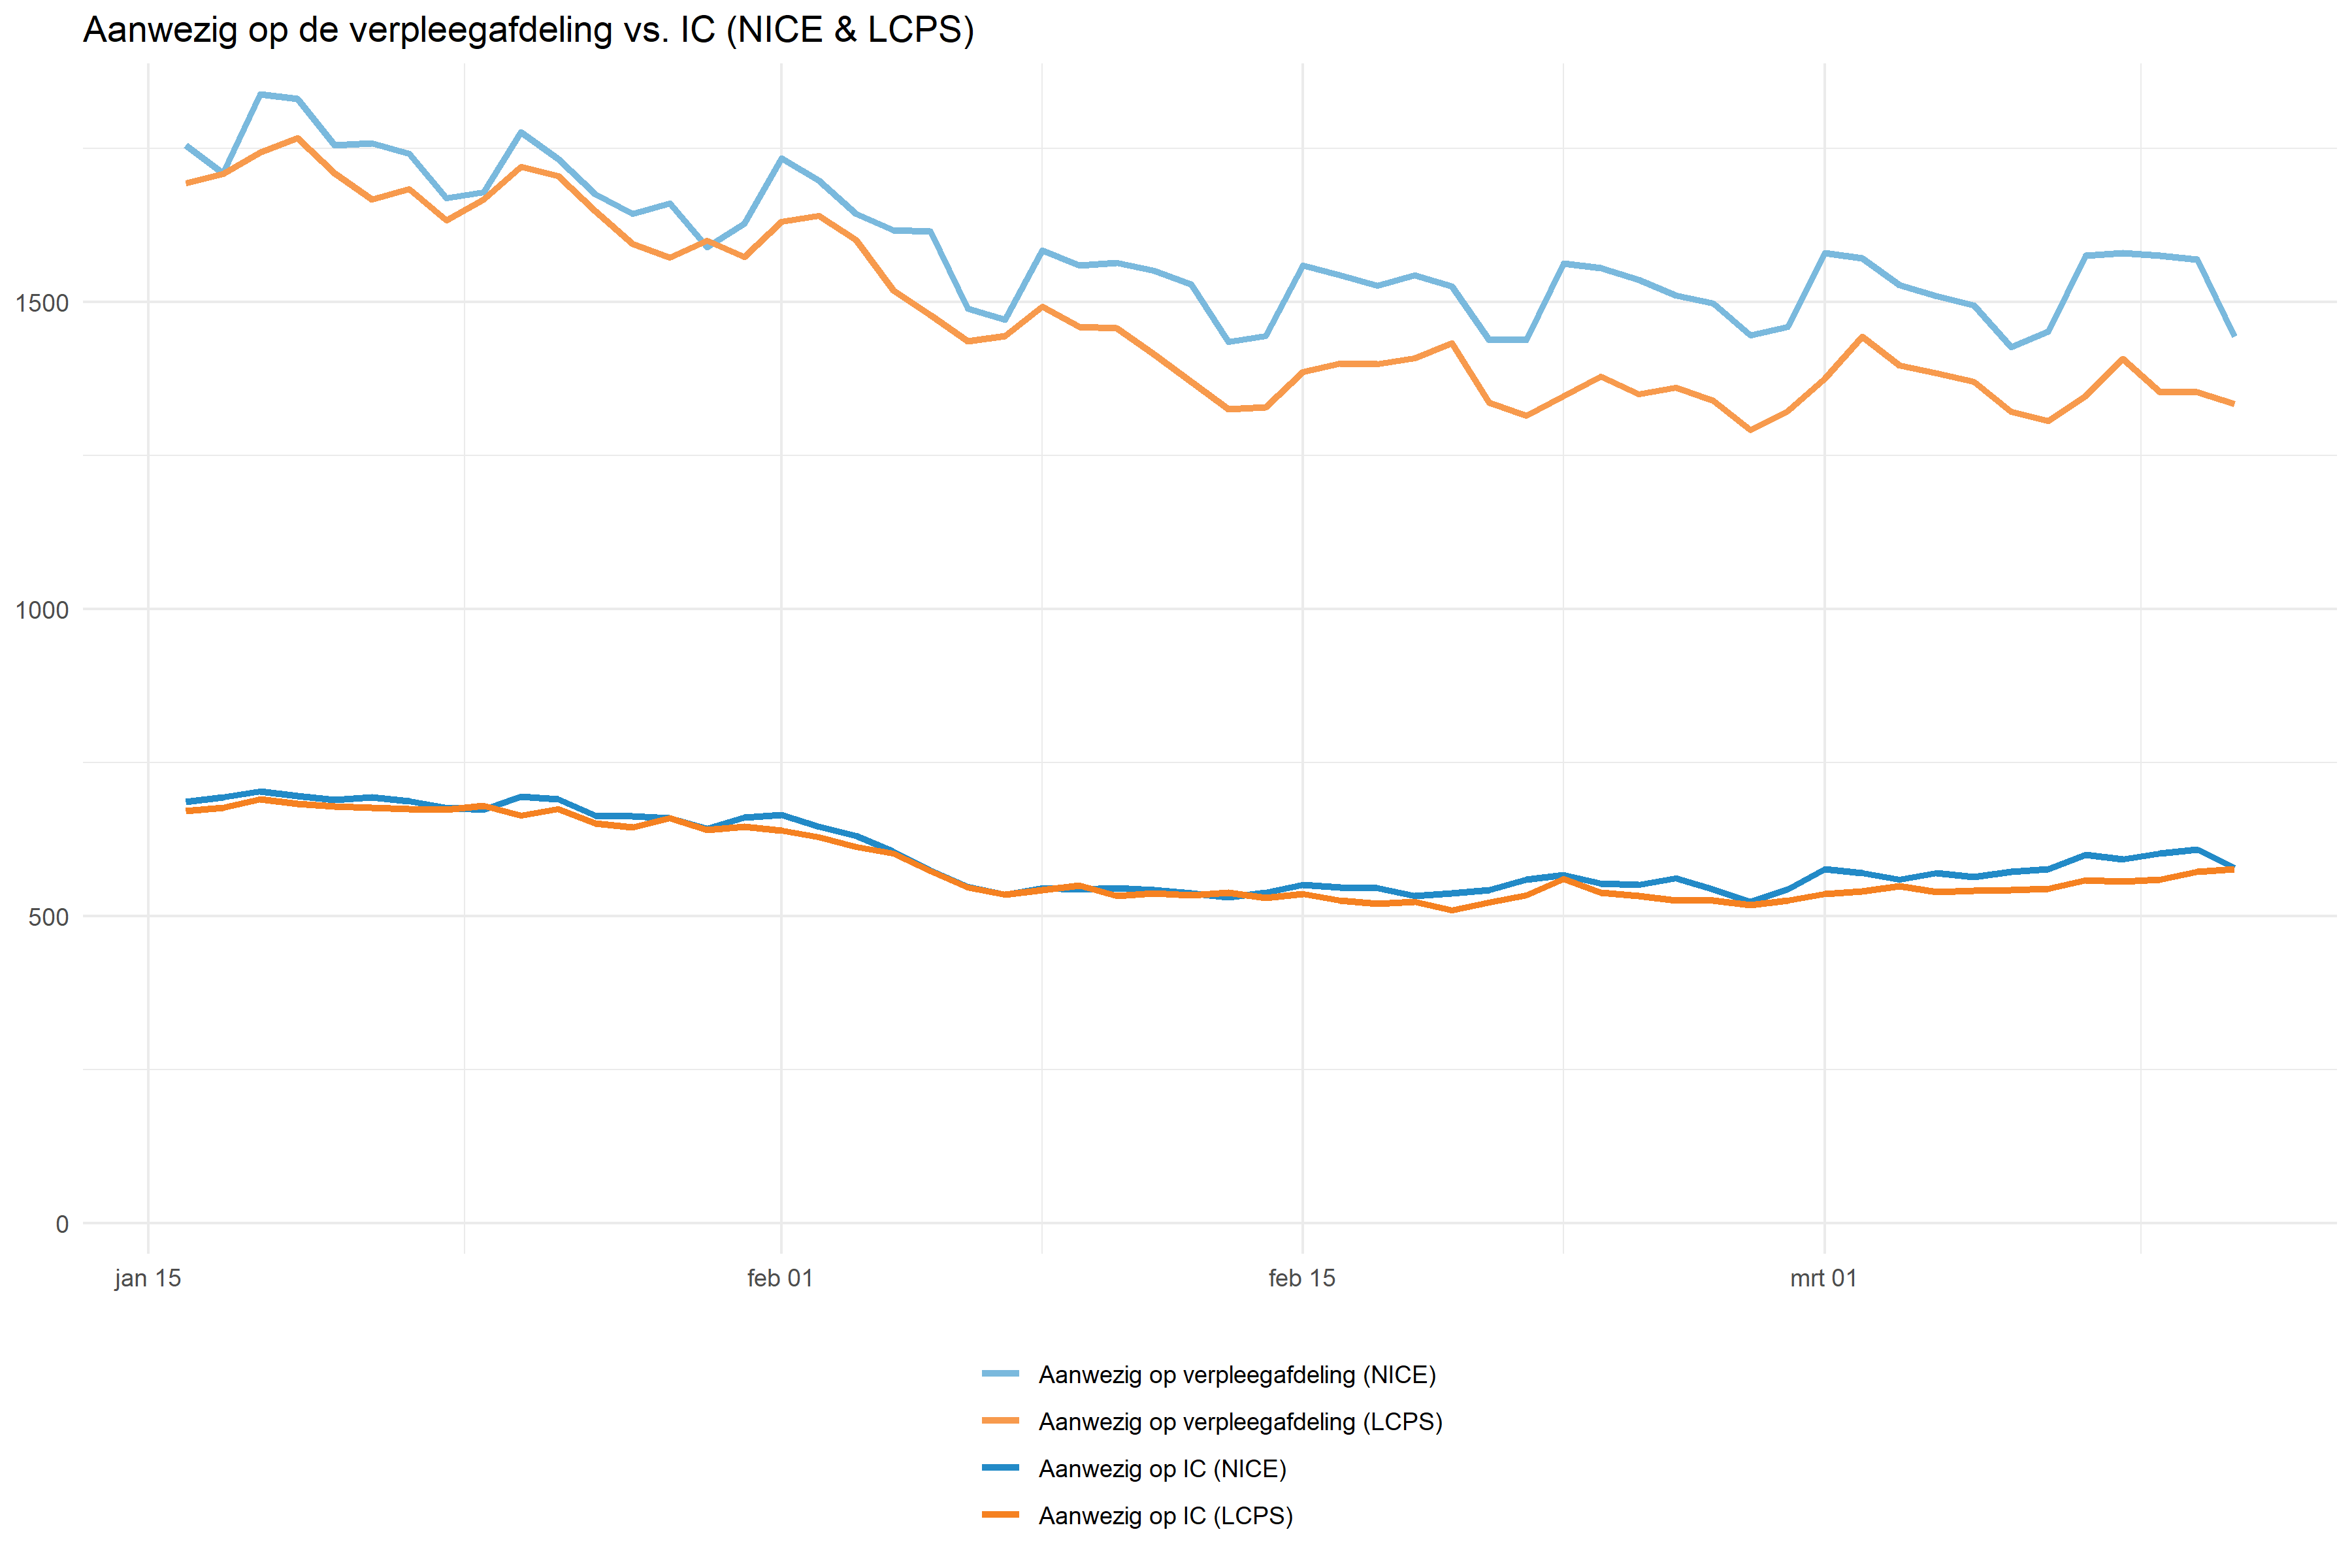 Aanwezig op de verpleegafdeling vs. IC (NICE & LCPS)
1500
1000
500
0
jan 15
feb 01
feb 15
mrt 01
Aanwezig op verpleegafdeling (NICE)
Aanwezig op verpleegafdeling (LCPS)
Aanwezig op IC (NICE)
Aanwezig op IC (LCPS)